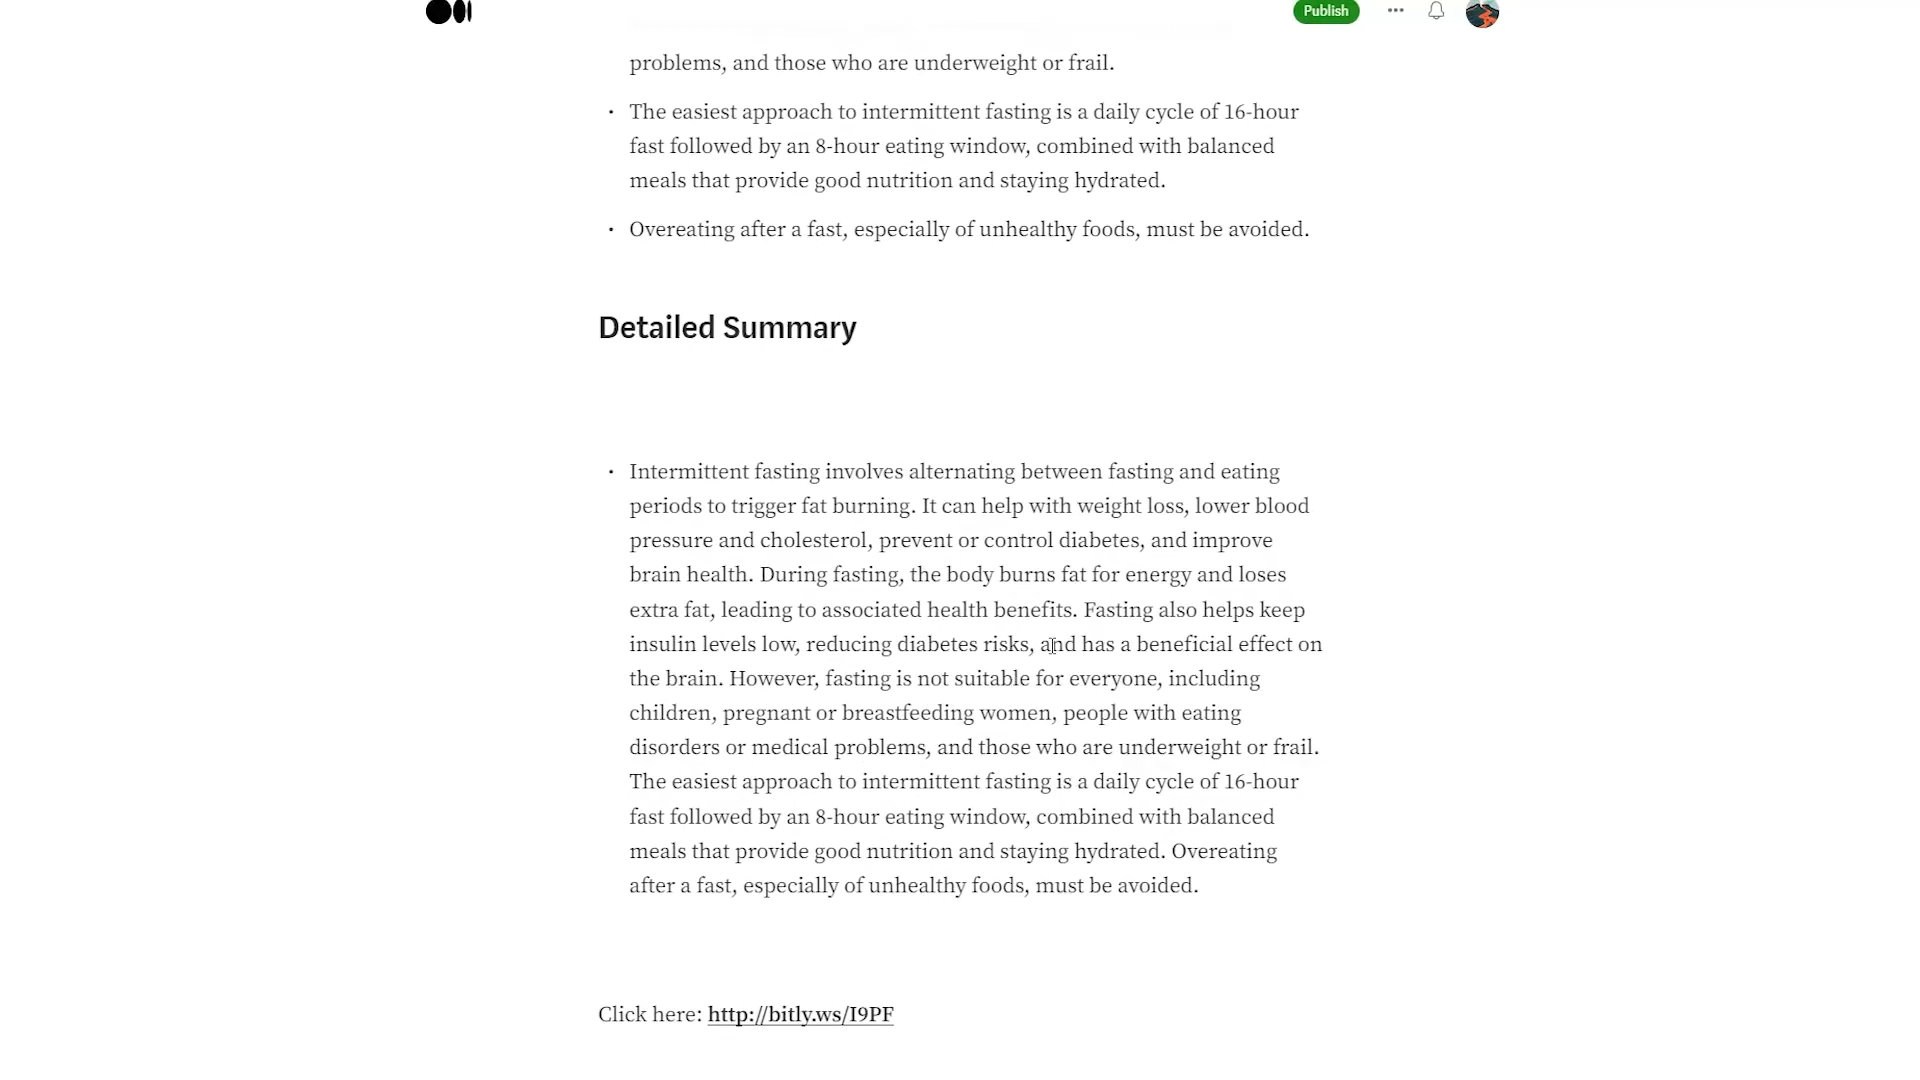 Publish
problems, and those who are underweight or frail.
• The easiest approach to intermittent fasting is a daily cycle of 16-hour
fast followed by an 8-hour eating window, combined with balanced
meals that provide good nutrition and staying hydrated.
• Overeating after a fast, especially of unhealthy foods, must be avoided.
Detailed Summary
• Intermittent fasting involves alternating between fasting and eating
periods to trigger fat burning. It can help with weight loss, lower blood
pressure and cholesterol, prevent or control diabetes, and improve
brain health. During fasting, the body burns fat for energy and loses
extra fat, leading to associated health benefits. Fasting also helps keep
insulin levels low, reducing diabetes risks, and has a beneficial effect on
the brain. However, fasting is not suitable for everyone, including
children, pregnant or breastfeeding women, people with eating
disorders or medical problems, and those who are underweight or frail.
The easiest approach to intermittent fasting is a daily cycle of 16-hour
fast followed by an 8-hour eating window, combined with balanced
meals that provide good nutrition and staying hydrated. Overeating
after a fast, especially of unhealthy foods, must be avoided.
Click here: http://bitly.ws/I9PF